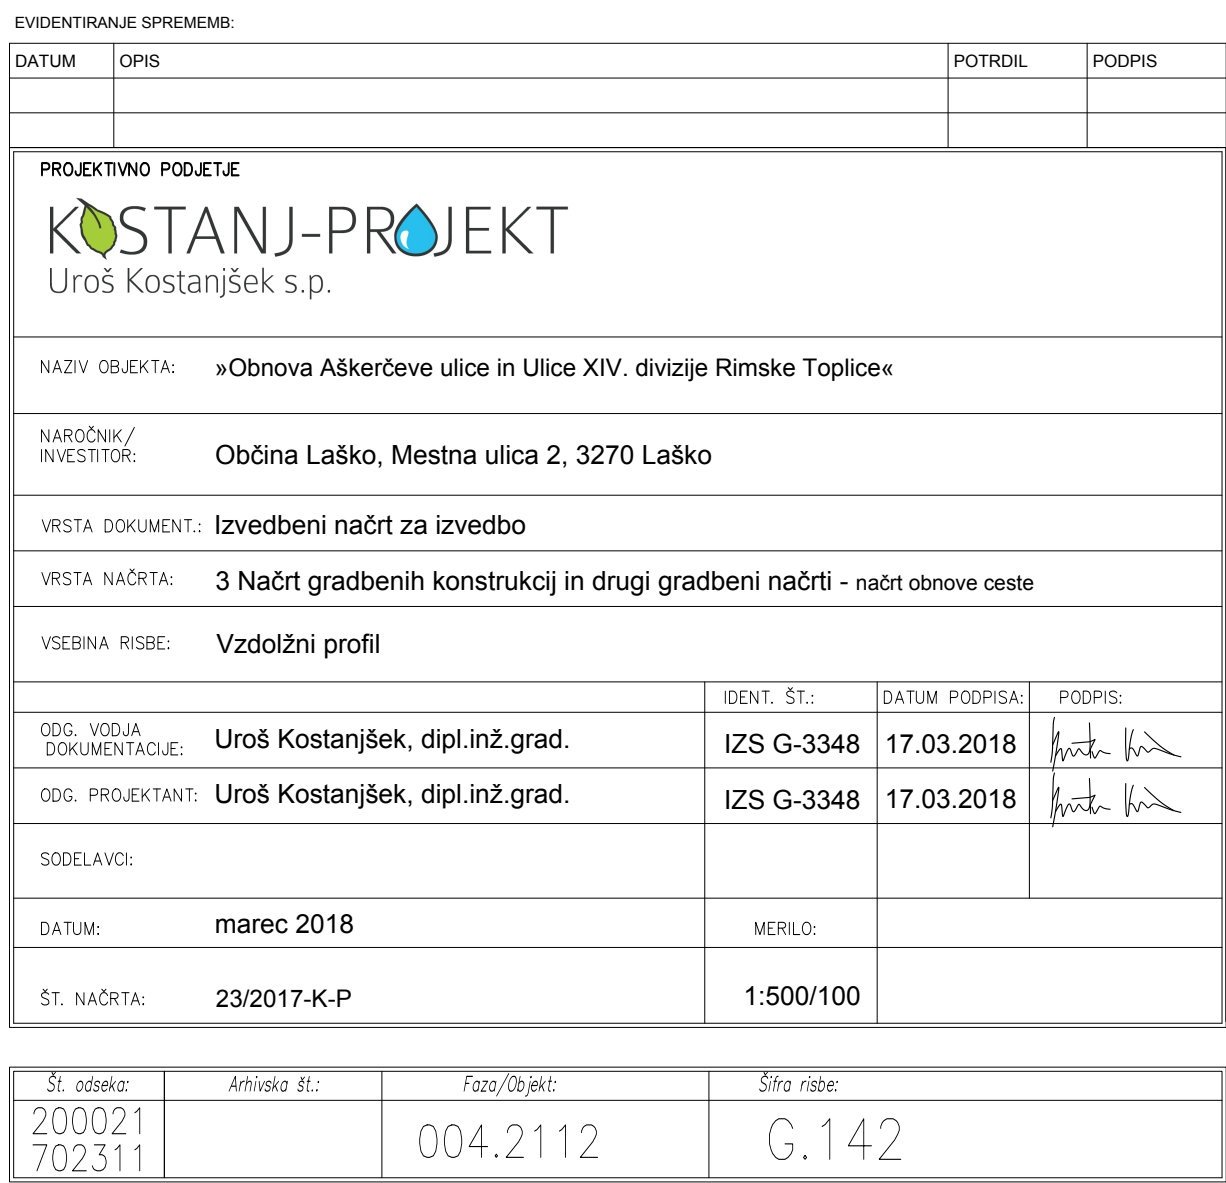 EVIDENTIRANJE SPREMEMB:
DATUM OPIS POTRDIL PODPIS
PROJEKTIVNO PODJETJE
KOSTANJ-PROJEKT
Uroš Kostanjšek s.p.
NAZIV OBJEKTA: »Obnova Aškerčeve ulice in Ulice XIV. divizije Rimske Toplice«
NAROČNIK/
INVESTITOR: Občina Laško, Mestna ulica 2, 3270 Laško
VRSTA DOKUMENT.: Izvedbeni načrt za izvedbo
VRSTA NAČRTA: 3 Načrt gradbenih konstrukcij in drugi gradbeni načrti - načrt obnove ceste
VSEBINA RISBE: Vzdolžni profil
IDENT. ŠT.: DATUM PODPISA: PODPIS:
ODG. VODJA
DOKUMENTACIJE: Uroš Kostanjšek, dipl.inž.grad. IZS G-3348 17.03.2018
ODG. PROJEKTANT: Uroš Kostanjšek, dipl.inž.grad. IZS G-3348 17.03.2018
SODELAVCI:
DATUM: marec 2018 MERILO:
ŠT. NAČRTA: 23/2017-K-P 1:500/100
Št. odseka: Arhivska št.: Faza/Objekt: Šifra risbe:
200021
702311 004.2112 G.142